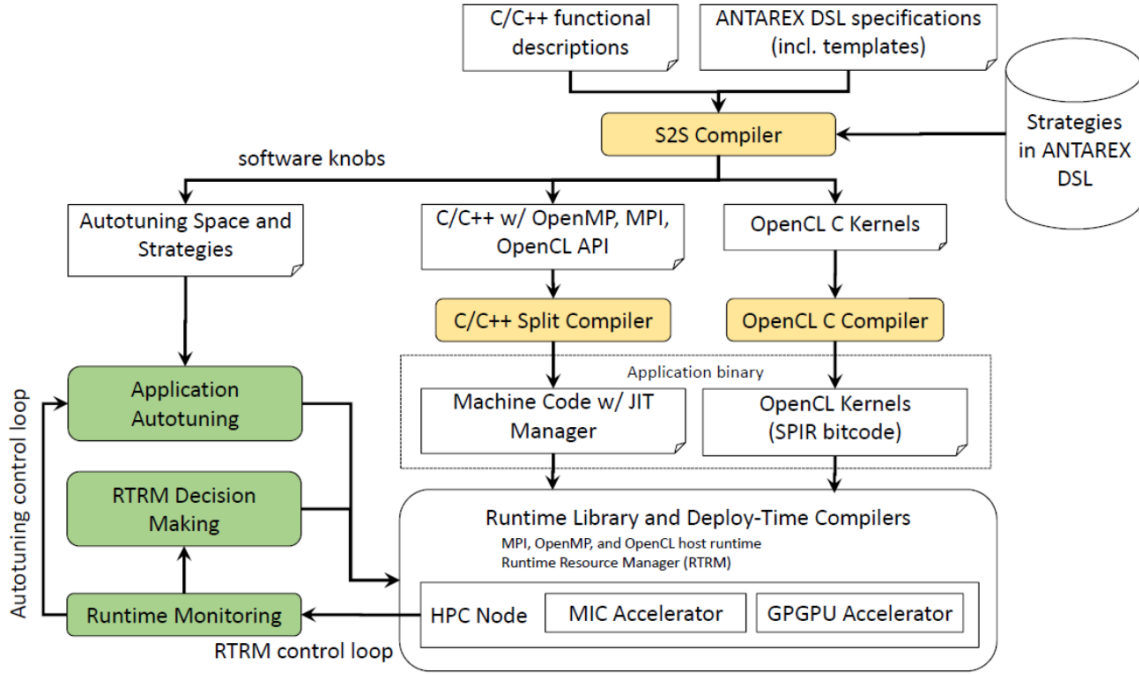 C/C++ functional
descriptions
ANTAREX DSL specifications
(incl. templates)
S2S Compiler
Strategies
in ANTAREX
DSL
software knobs
Autotuning Space and
Strategies
C/C++ w/ OpenMP, MPI,
OpenCL API
OpenCL C Kernels
C/C++ Split Compiler
OpenCL C Compiler
Application binary
Application
Autotuning
Machine Code w/ JIT
Manager
OpenCL Kernels
(SPIR bitcode)
Autotuning control loop
RTRM Decision
Making
Runtime Library and Deploy-Time Compilers
MPI, OpenMP, and OpenCL host runtime
Runtime Resource Manager (RTRM)
Runtime Monitoring
HPC Node
MIC Accelerator
GPGPU Accelerator
RTRM control loop